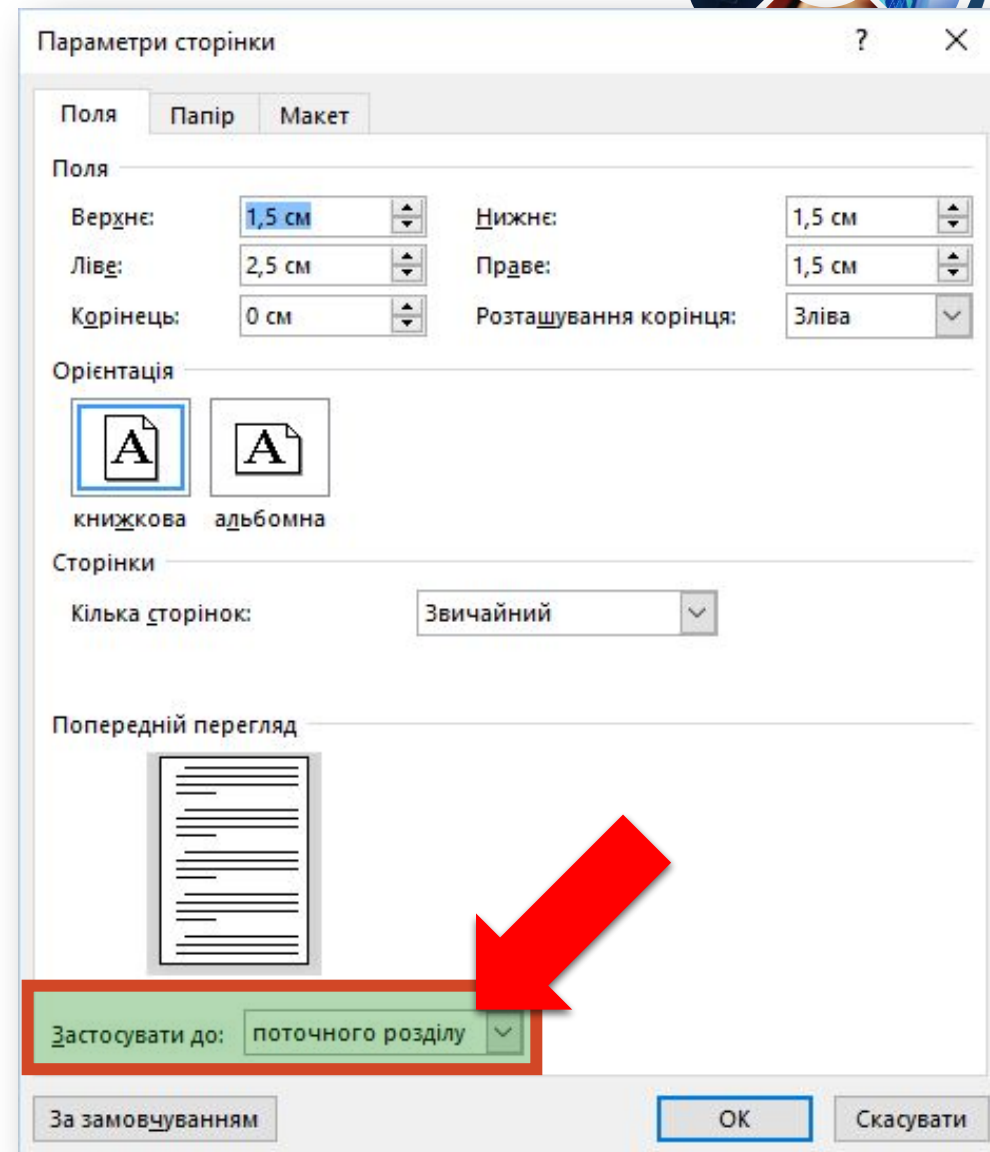 Параметри сторінки ?
Поля Папір Макет
Поля
Верхнє: 1,5 см Нижнє: 1,5 см
Ліве: 2,5 см Праве: 1,5 см
Корінець: 0 см Розташування корінця: Зліва
Орієнтація
A A
книжкова альбомна
Сторінки
Кілька сторінок: Звичайний
Попередній перегляд
Застосувати до: поточного розділу
За замовчуванням ОК Скасувати